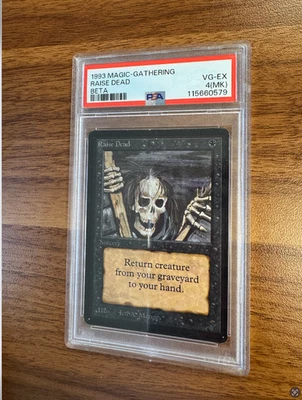 1993 MAGIC-GATHERING
RAISE DEAD
BETA
VG-EX
4(MK)
PSA
115660579
Raise Dead
Sorcery
Return creature
from your graveyard
to your hand.